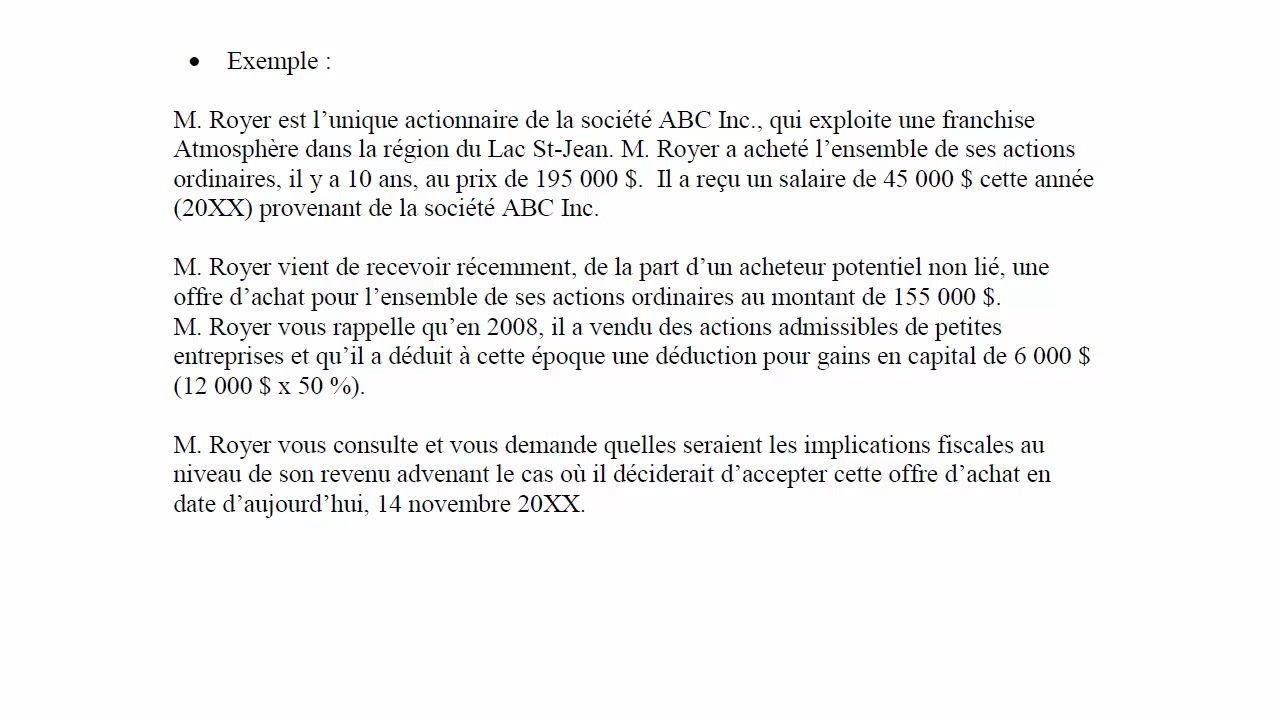 • Exemple :
M. Royer est l’unique actionnaire de la société ABC Inc., qui exploite une franchise
Atmosphère dans la région du Lac St-Jean. M. Royer a acheté l’ensemble de ses actions
ordinaires, il y a 10 ans, au prix de 195 000 $.  Il a reçu un salaire de 45 000 $ cette année
(20XX) provenant de la société ABC Inc.
M. Royer vient de recevoir récemment, de la part d’un acheteur potentiel non lié, une
offre d’achat pour l’ensemble de ses actions ordinaires au montant de 155 000 $.
M. Royer vous rappelle qu’en 2008, il a vendu des actions admissibles de petites
entreprises et qu’il a déduit à cette époque une déduction pour gains en capital de 6 000 $
(12 000 $ x 50 %).
M. Royer vous consulte et vous demande quelles seraient les implications fiscales au
niveau de son revenu advenant le cas où il déciderait d’accepter cette offre d’achat en
date d’aujourd’hui, 14 novembre 20XX.